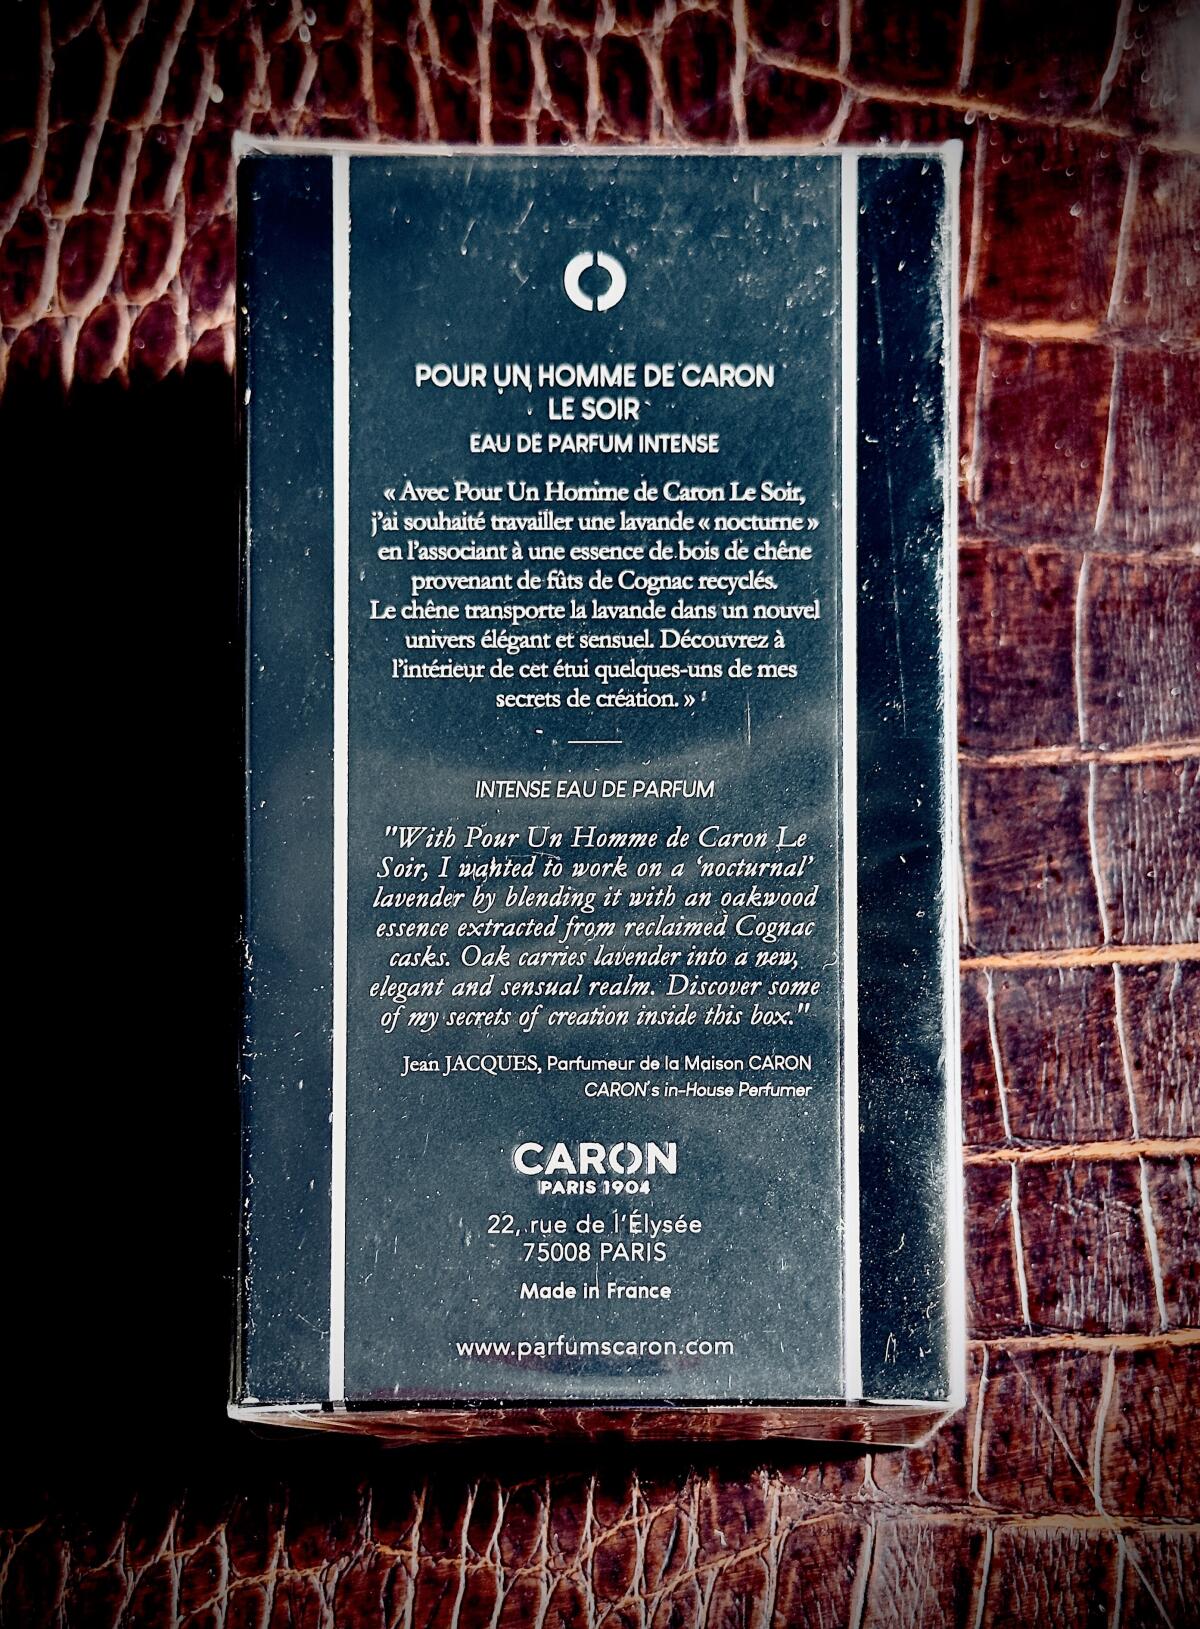 POUR UN HOMME DE CARON
LE SOIR
EAU DE PARFUM INTENSE
« Avec Pour Un Homme de Caron Le Soir,
j'ai souhaité travailler une lavande « nocturne »
en l'associant à une essence de bois de chêne
provenant de fûts de Cognac recyclés.
Le chêne transporte la lavande dans un nouvel
univers élégant et sensuel. Découvrez à
l'intérieur de cet étui quelques-uns de mes
secrets de création. »
INTENSE EAU DE PARFUM
"With Pour Un Homme de Caron Le
Soir, I wanted to work on a ‘nocturnal’
lavender by blending it with an oakwood
essence extracted from reclaimed Cognac
casks. Oak carries lavender into a new,
elegant and sensual realm. Discover some
of my secrets of creation inside this box."
Jean JACQUES, Parfumeur de la Maison CARON
CARON's in-House Perfumer
CARON
PARIS 1904
22, rue de l'Élysée
75008 PARIS
Made in France
www.parfumscaron.com